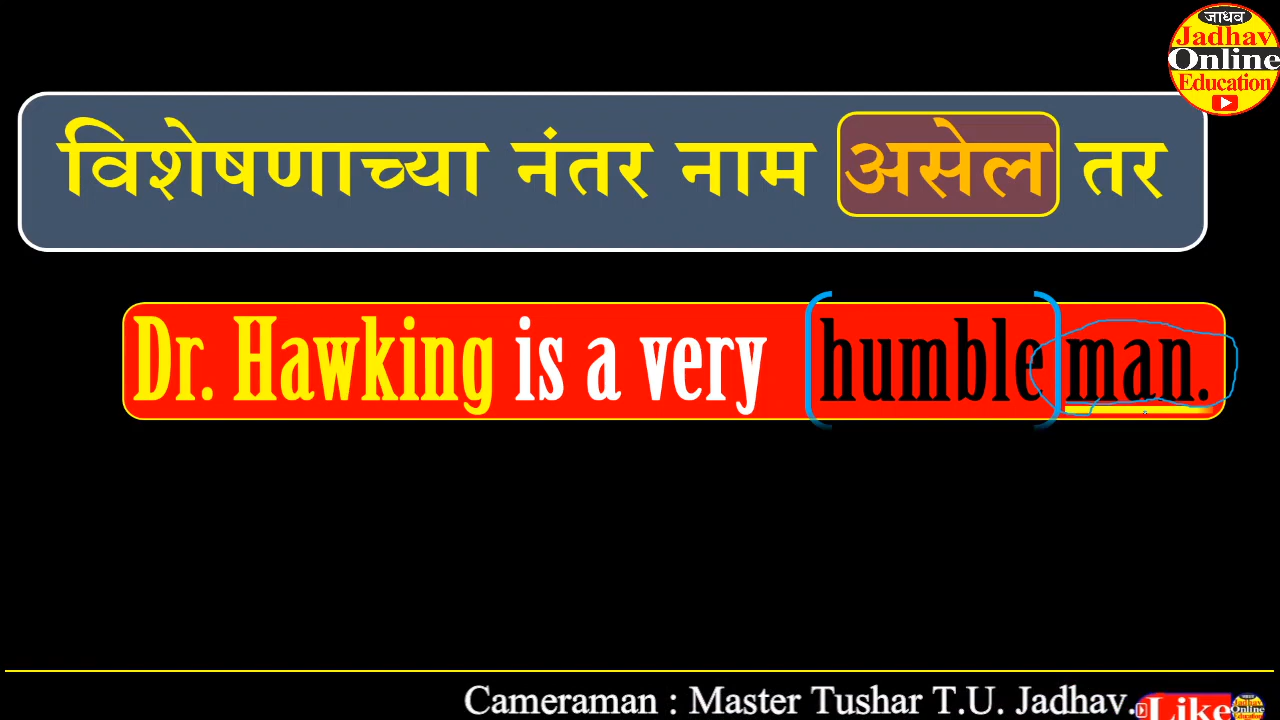 जाधव
Jadhav
Online
Education
विशेषणाच्या नंतर नाम असेल तर
Dr. Hawking is a very humble man.
Cameraman : Master Tushar T.U. Jadhav.
Like
Online